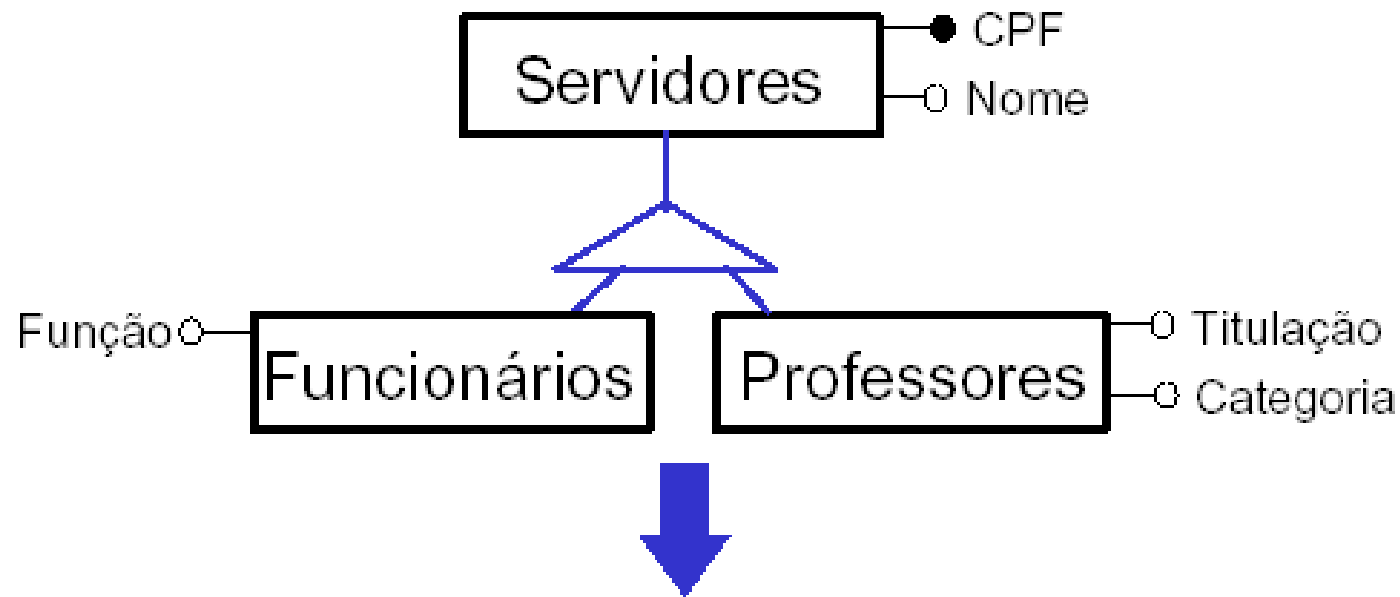 CPF
Servidores
Nome
Função
Funcionários
Professores
Titulação
Categoria